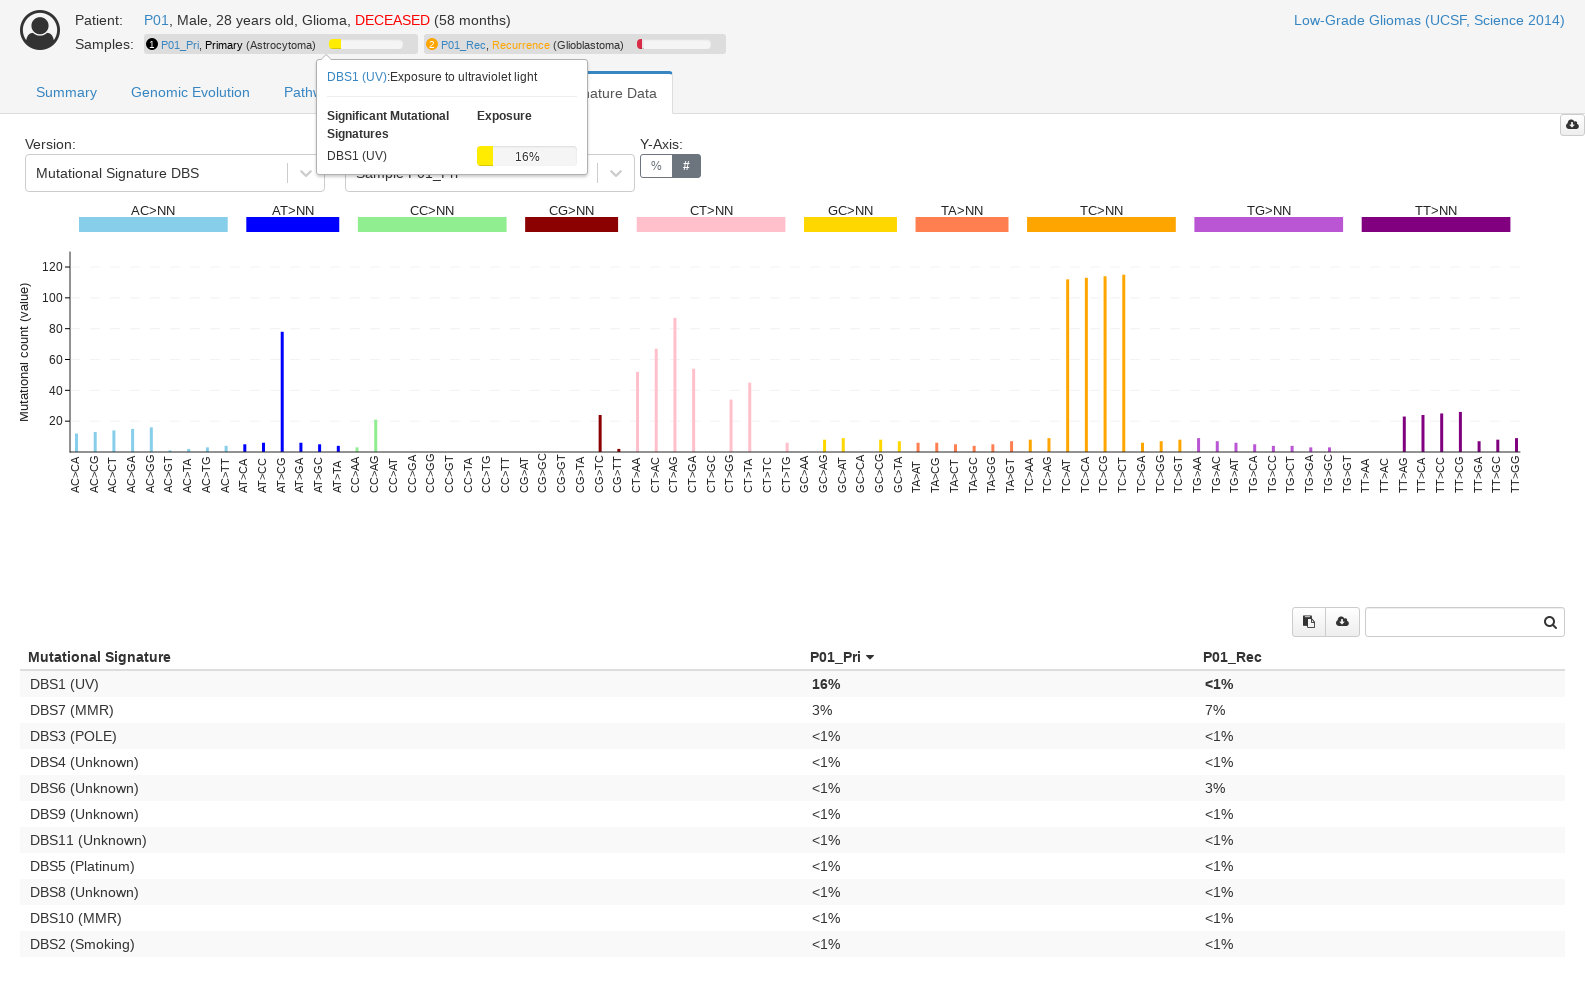 Patient: P01, Male, 28 years old, Glioma, DECEASED (58 months)
Low-Grade Gliomas (UCSF, Science 2014)
Samples: 1 P01_Pri, Primary (Astrocytoma) 2 P01_Rec, Recurrence (Glioblastoma)
DBS1 (UV):Exposure to ultraviolet light
Significant Mutational Signatures Exposure
DBS1 (UV) 16%
Summary Genomic Evolution Pathw nature Data
Version: Y-Axis:
Mutational Signature DBS
Sample P01_Pri
% #
AC>NN AT>NN CC>NN CG>NN CT>NN GC>NN TA>NN TC>NN TG>NN TT>NN
Mutational count (value)
120
100
80
60
40
20
AC>CA AC>CG AC>CT AC>GA AC>GG AC>GT AC>TA AC>TG AC>TT AT>CA AT>CC AT>CG AT>GA AT>GC AT>TA CC>AA CC>AG CC>AT CC>GA CC>GG CC>GT CC>TA CC>TG CC>TT CG>AT CG>GC CG>GT CG>TA CG>TC CG>TT CT>AA CT>AC CT>AG CT>GA CT>GC CT>GG CT>TA CT>TC CT>TG GC>AA GC>AG GC>AT GC>CA GC>CG GC>TA TA>AT TA>CG TA>CT TA>GC TA>GG TA>GT TC>AA TC>AG TC>AT TC>CA TC>CG TC>CT TC>GA TC>GG TC>GT TG>AA TG>AC TG>AT TG>CA TG>CC TG>CT TG>GA TG>GC TG>GT TT>AA TT>AC TT>AG TT>CA TT>CC TT>CG TT>GA TT>GC TT>GG
Mutational Signature P01_Pri P01_Rec
DBS1 (UV) 16% <1%
DBS7 (MMR) 3% 7%
DBS3 (POLE) <1% <1%
DBS4 (Unknown) <1% <1%
DBS6 (Unknown) <1% 3%
DBS9 (Unknown) <1% <1%
DBS11 (Unknown) <1% <1%
DBS5 (Platinum) <1% <1%
DBS8 (Unknown) <1% <1%
DBS10 (MMR) <1% <1%
DBS2 (Smoking) <1% <1%